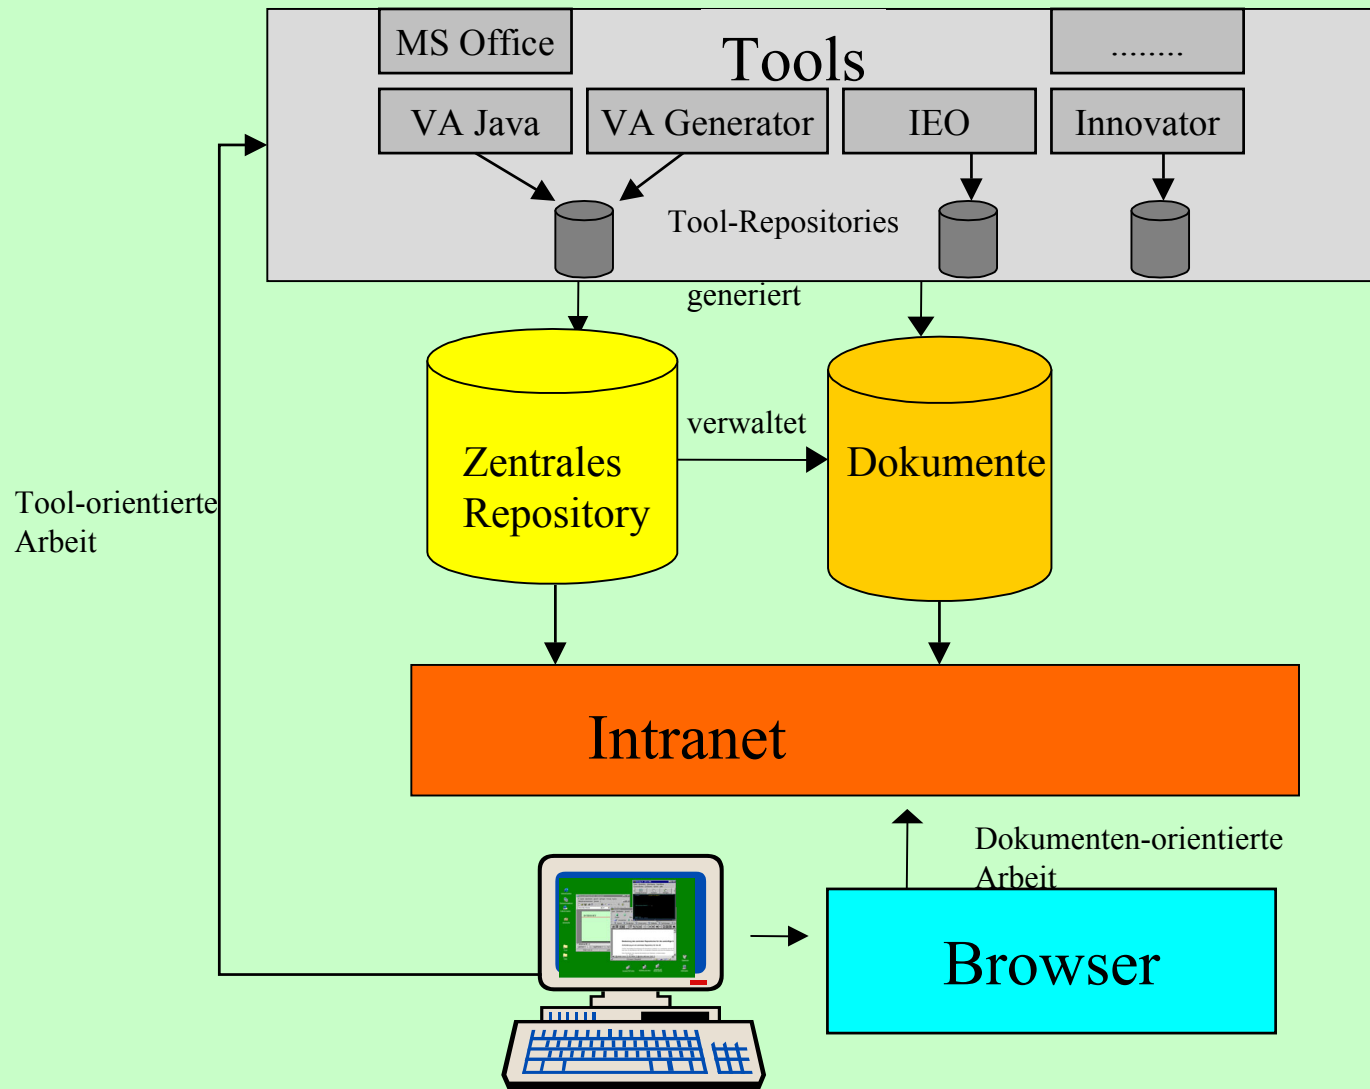 MS Office
Tools
........
VA Java
VA Generator
IEO
Innovator
Tool-Repositories
generiert
verwaltet
Zentrales
Repository
Dokumente
Tool-orientierte
Arbeit
Intranet
Dokumenten-orientierte
Arbeit
Browser